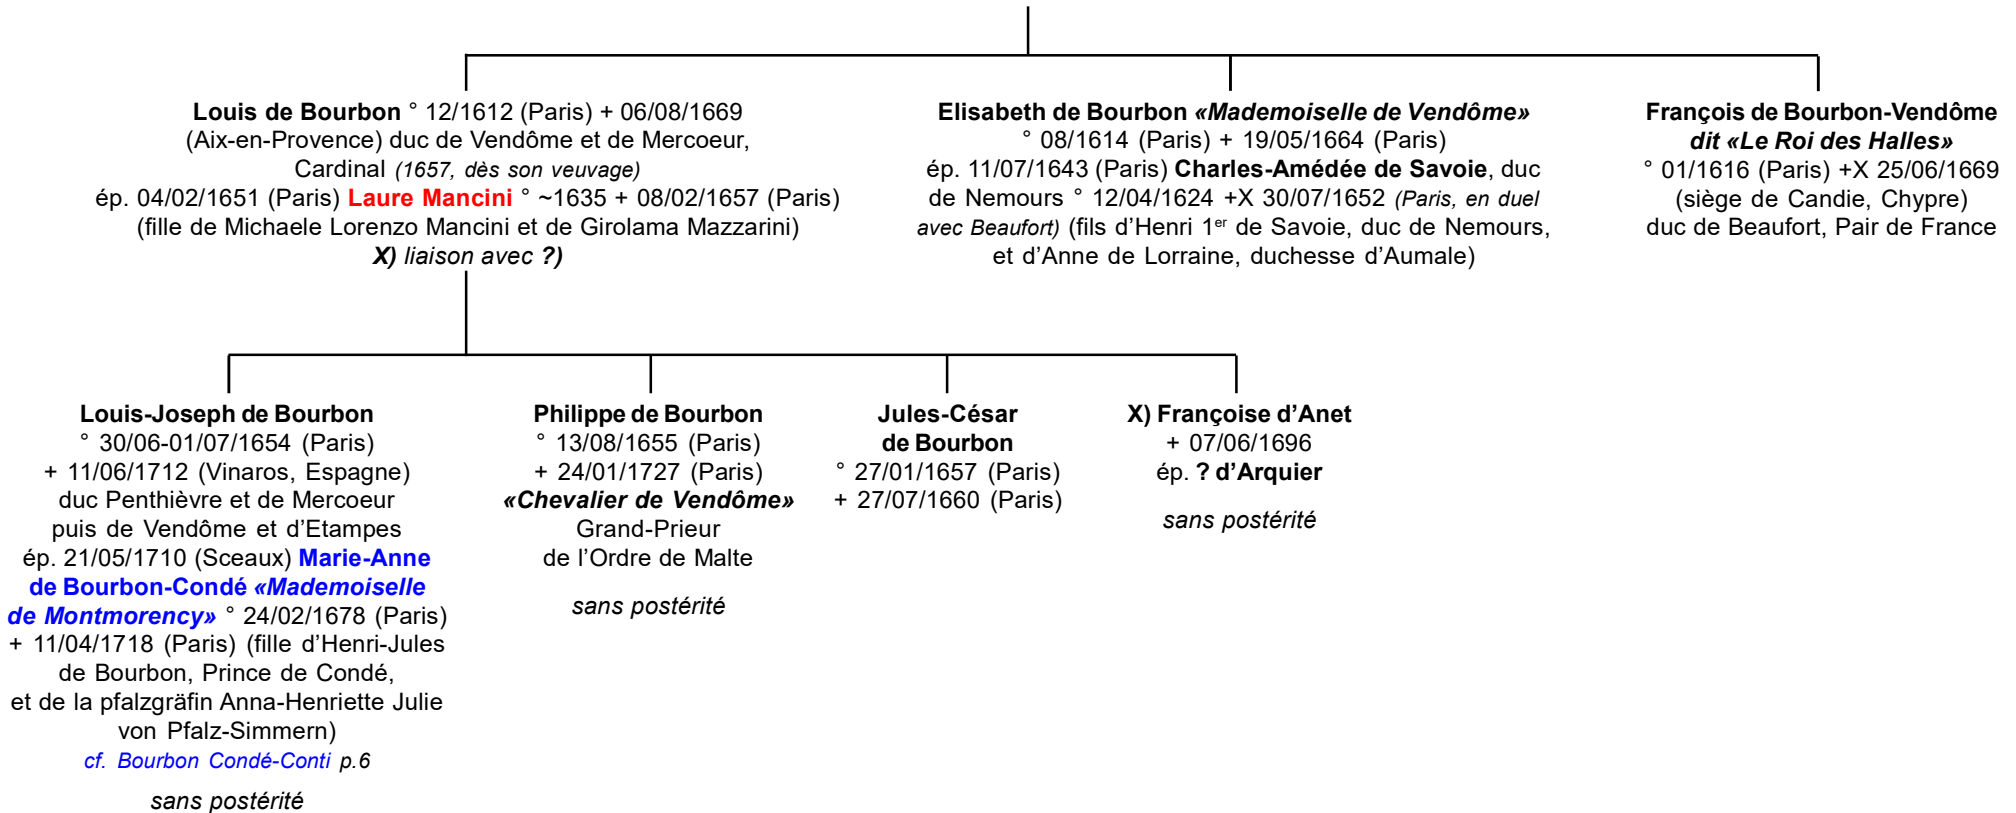 Louis de Bourbon ° 12/1612 (Paris) + 06/08/1669
(Aix-en-Provence) duc de Vendôme et de Mercoeur,
Cardinal (1657, dès son veuvage)
ép. 04/02/1651 (Paris) Laure Mancini ° ~1635 + 08/02/1657 (Paris)
(fille de Michaele Lorenzo Mancini et de Girolama Mazzarini)
X) liaison avec ?)
Elisabeth de Bourbon «Mademoiselle de Vendôme»
° 08/1614 (Paris) + 19/05/1664 (Paris)
ép. 11/07/1643 (Paris) Charles-Amédée de Savoie, duc
de Nemours ° 12/04/1624 +X 30/07/1652 (Paris, en duel
avec Beaufort) (fils d’Henri 1er de Savoie, duc de Nemours,
et d’Anne de Lorraine, duchesse d’Aumale)
François de Bourbon-Vendôme
dit «Le Roi des Halles»
° 01/1616 (Paris) +X 25/06/1669
(siège de Candie, Chypre)
duc de Beaufort, Pair de France
Louis-Joseph de Bourbon
° 30/06-01/07/1654 (Paris)
+ 11/06/1712 (Vinaros, Espagne)
duc Penthièvre et de Mercoeur
puis de Vendôme et d’Etampes
ép. 21/05/1710 (Sceaux) Marie-Anne
de Bourbon-Condé «Mademoiselle
de Montmorency» ° 24/02/1678 (Paris)
+ 11/04/1718 (Paris) (fille d’Henri-Jules
de Bourbon, Prince de Condé,
et de la pfalzgräfin Anna-Henriette Julie
von Pfalz-Simmern)
cf. Bourbon Condé-Conti p.6
sans postérité
Philippe de Bourbon
° 13/08/1655 (Paris)
+ 24/01/1727 (Paris)
«Chevalier de Vendôme»
Grand-Prieur
de l’Ordre de Malte
sans postérité
Jules-César
de Bourbon
° 27/01/1657 (Paris)
+ 27/07/1660 (Paris)
X) Françoise d’Anet
+ 07/06/1696
ép. ? d’Arquier
sans postérité